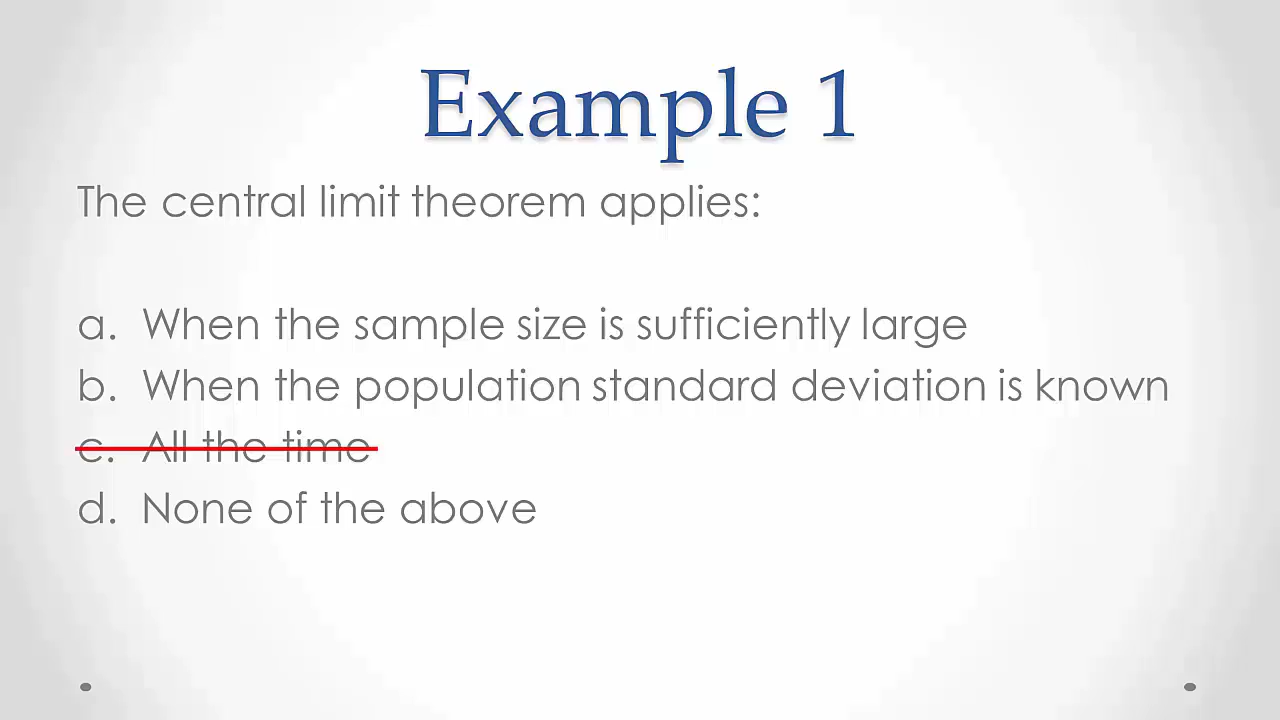 Example 1
The central limit theorem applies:
a. When the sample size is sufficiently large
b. When the population standard deviation is known
c. All the time
d. None of the above